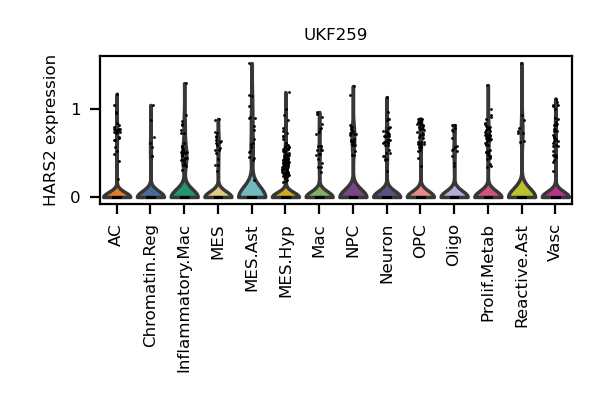 UKF259
HARS2 expression
1
0
AC
Chromatin.Reg
Inflammatory.Mac
MES
MES.Ast
MES.Hyp
Mac
NPC
Neuron
OPC
Oligo
Prolif.Metab
Reactive.Ast
Vasc